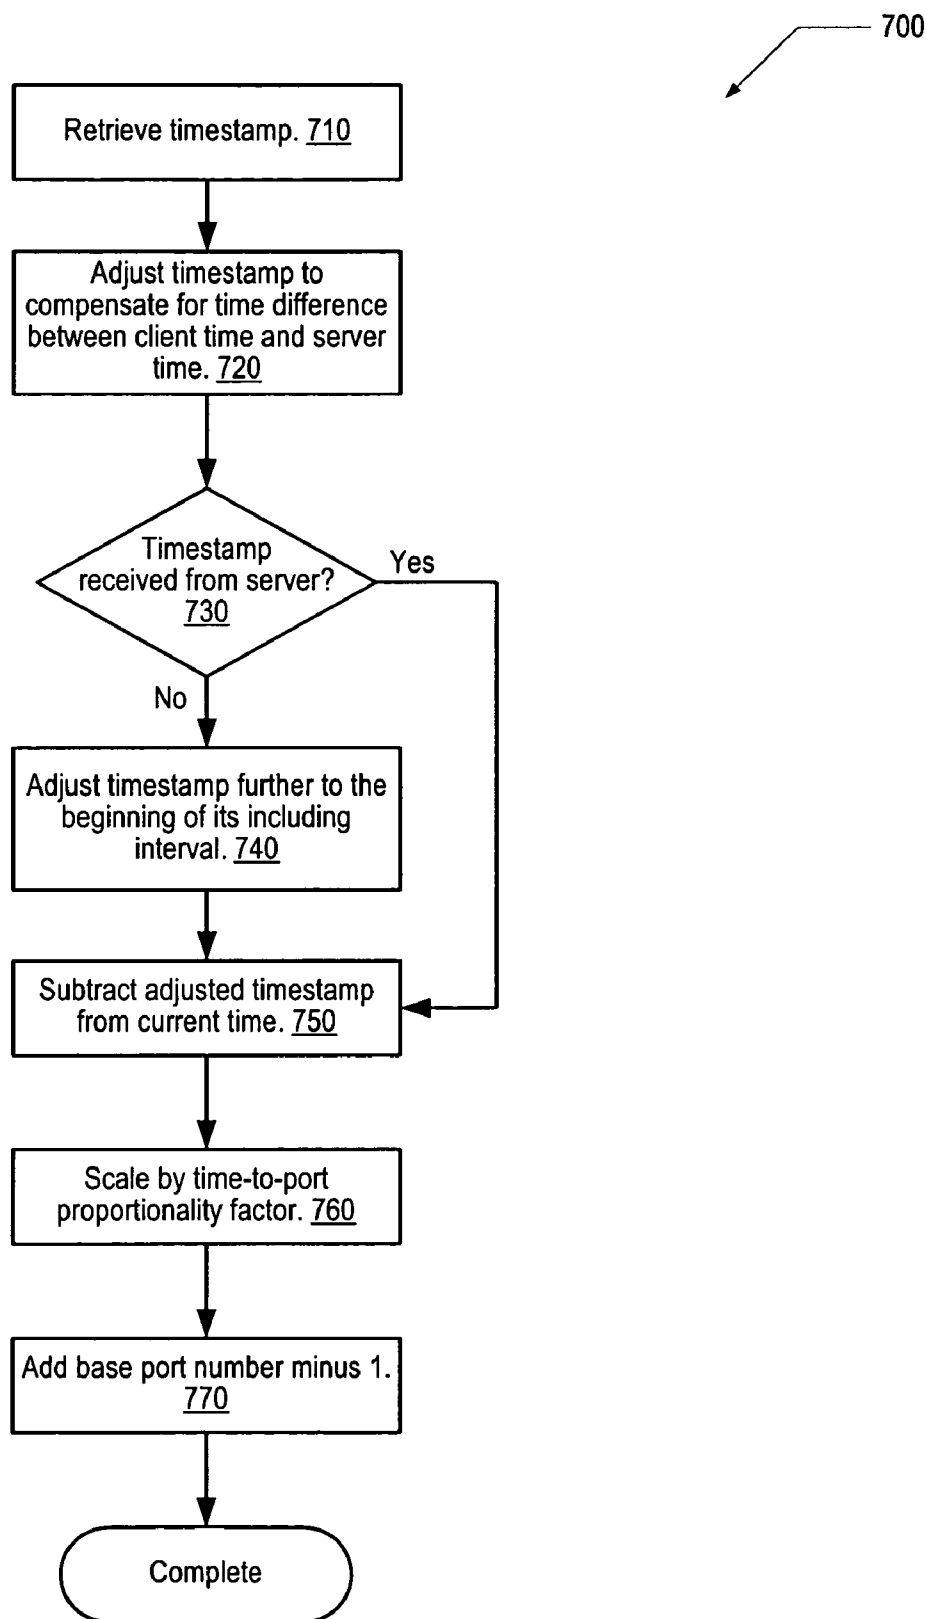 700
Retrieve timestamp. 710
Adjust timestamp to
compensate for time difference
between client time and server
time. 720
Timestamp
received from server?
730
Yes
No
Adjust timestamp further to the
beginning of its including
interval. 740
Subtract adjusted timestamp
from current time. 750
Scale by time-to-port
proportionality factor. 760
Add base port number minus 1.
770
Complete